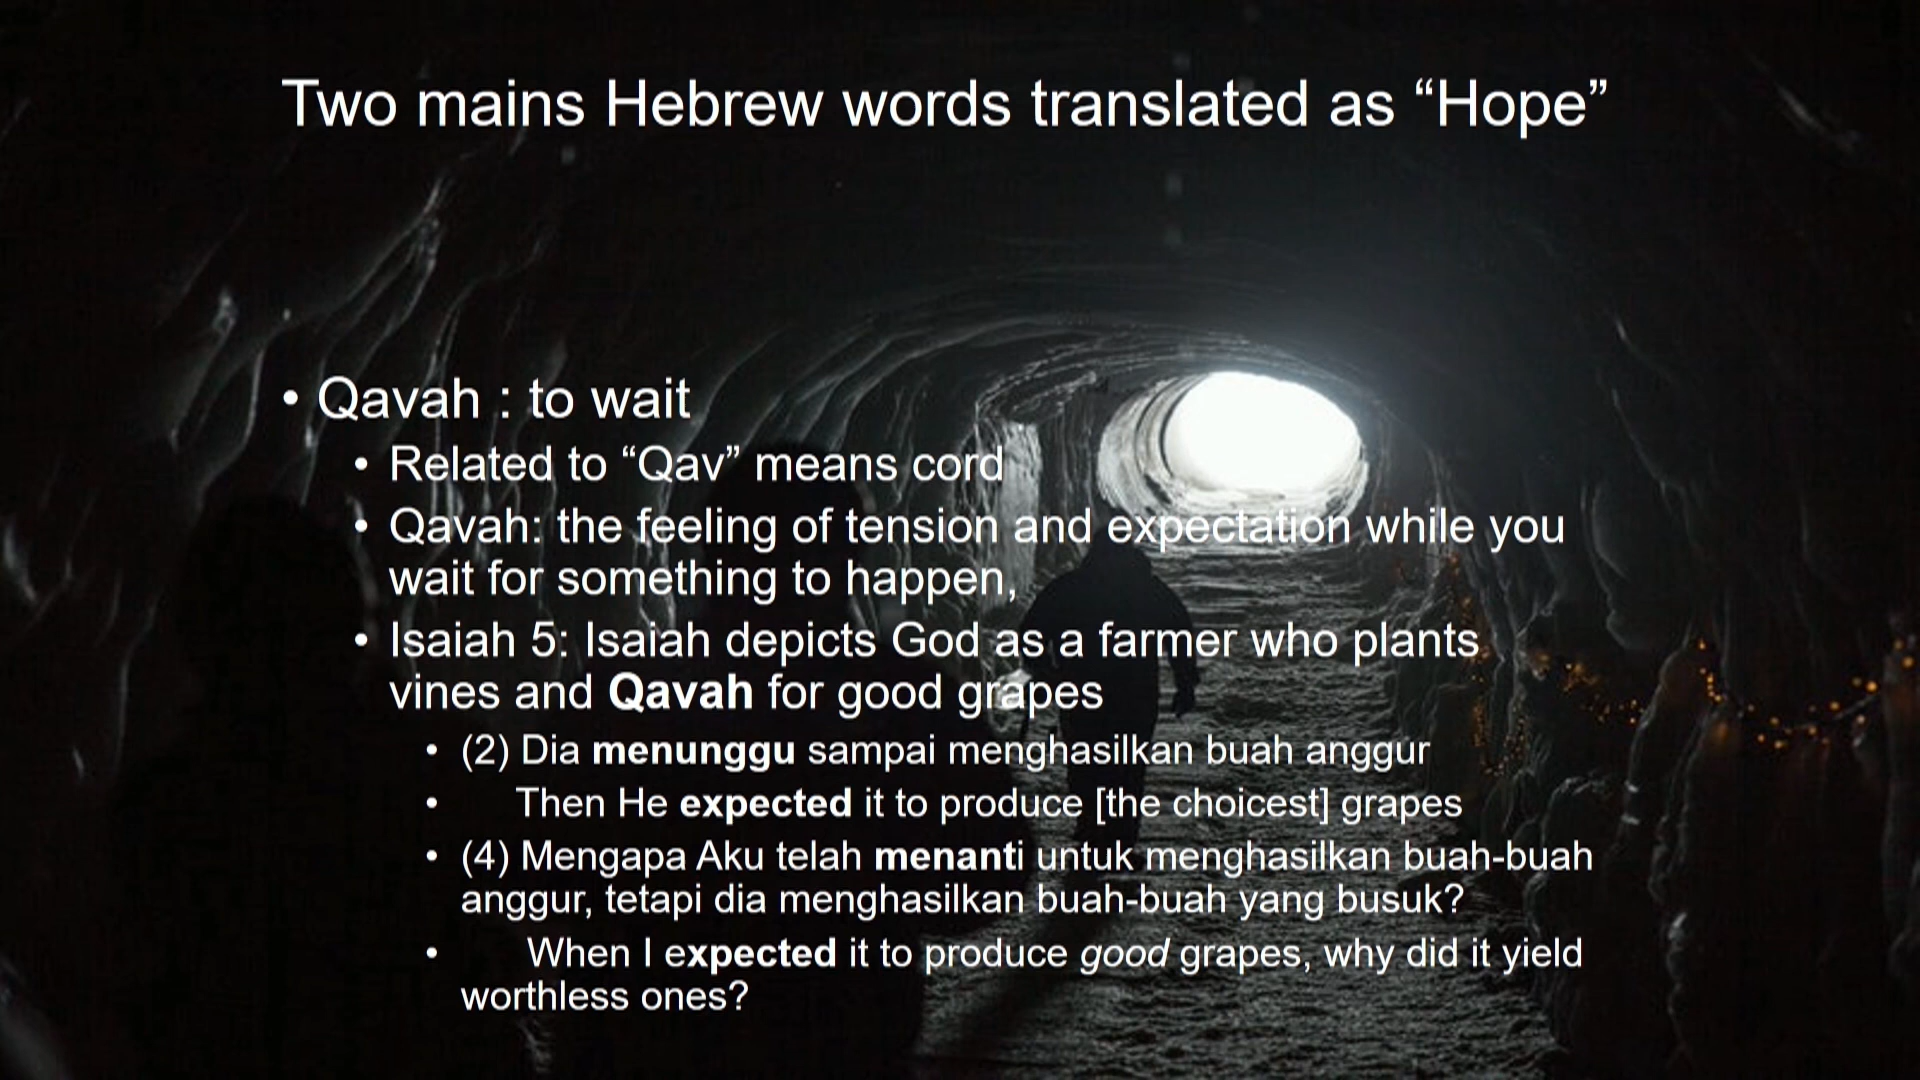 Two mains Hebrew words translated as “Hope”
• Qavah : to wait
• Related to “Qav” means cord
• Qavah: the feeling of tension and expectation while you
wait for something to happen,
• Isaiah 5: Isaiah depicts God as a farmer who plants
vines and Qavah for good grapes
• (2) Dia menunggu sampai menghasilkan buah anggur
• Then He expected it to produce [the choicest] grapes
• (4) Mengapa Aku telah menanti untuk menghasilkan buah-buah
anggur, tetapi dia menghasilkan buah-buah yang busuk?
• When I expected it to produce good grapes, why did it yield
worthless ones?